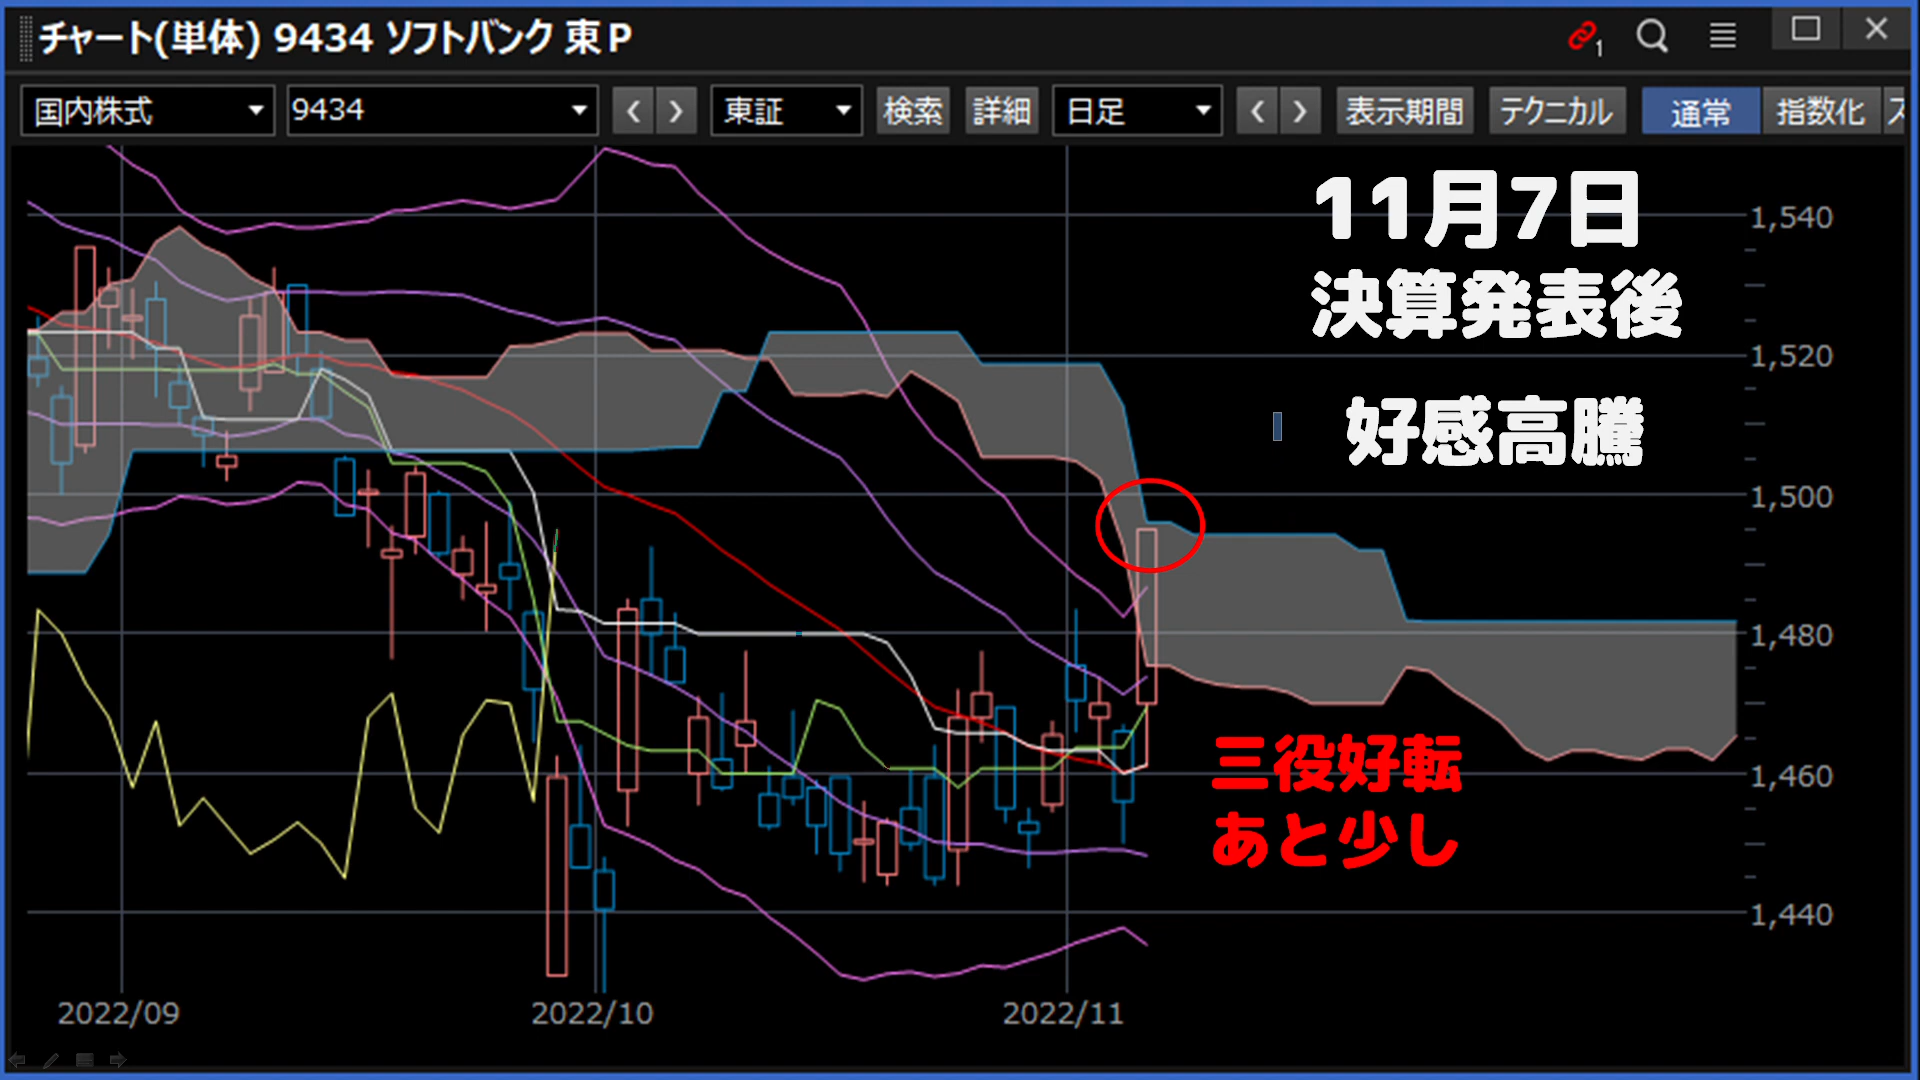 チャート(単体) 9434 ソフトバンク 東P
1
国内株式 9434 東証 検索 詳細 日足 表示期間 テクニカル 通常 指数化
11月7日
決算発表後
好感高騰
1,540
1,520
1,500
1,480
1,460
1,440
三役好転
あと少し
2022/09 2022/10 2022/11